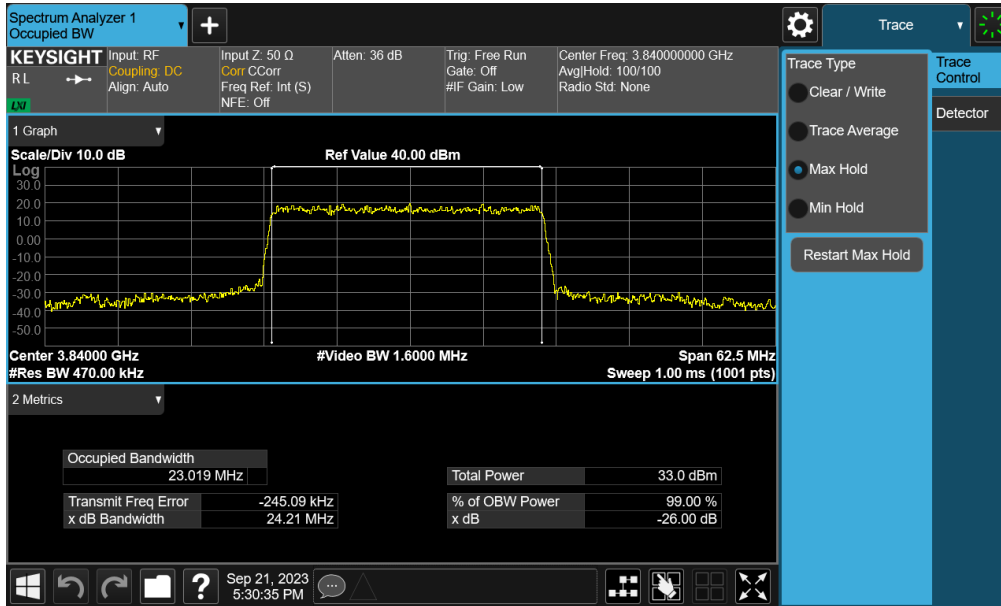 Spectrum Analyzer 1
Occupied BW
+
Trace
KEYSIGHT
R L
LXI
Input: RF
Coupling: DC
Align: Auto
Input Z: 50 Ω
Corr CCorr
Freq Ref: Int (S)
NFE: Off
Atten: 36 dB
Trig: Free Run
Gate: Off
#IF Gain: Low
Center Freq: 3.840000000 GHz
Avg|Hold: 100/100
Radio Std: None
Trace Type
Clear / Write
Trace Average
Max Hold
Min Hold
Restart Max Hold
Trace
Control
Detector
1 Graph
Scale/Div 10.0 dB
Ref Value 40.00 dBm
Log
30.0
20.0
10.0
0.00
-10.0
-20.0
-30.0
-40.0
-50.0
Center 3.84000 GHz
#Video BW 1.6000 MHz
Span 62.5 MHz
#Res BW 470.00 kHz
Sweep 1.00 ms (1001 pts)
2 Metrics
Occupied Bandwidth
23.019 MHz
Total Power 33.0 dBm
Transmit Freq Error -245.09 kHz
% of OBW Power 99.00 %
x dB Bandwidth 24.21 MHz
x dB -26.00 dB
?
Sep 21, 2023
5:30:35 PM